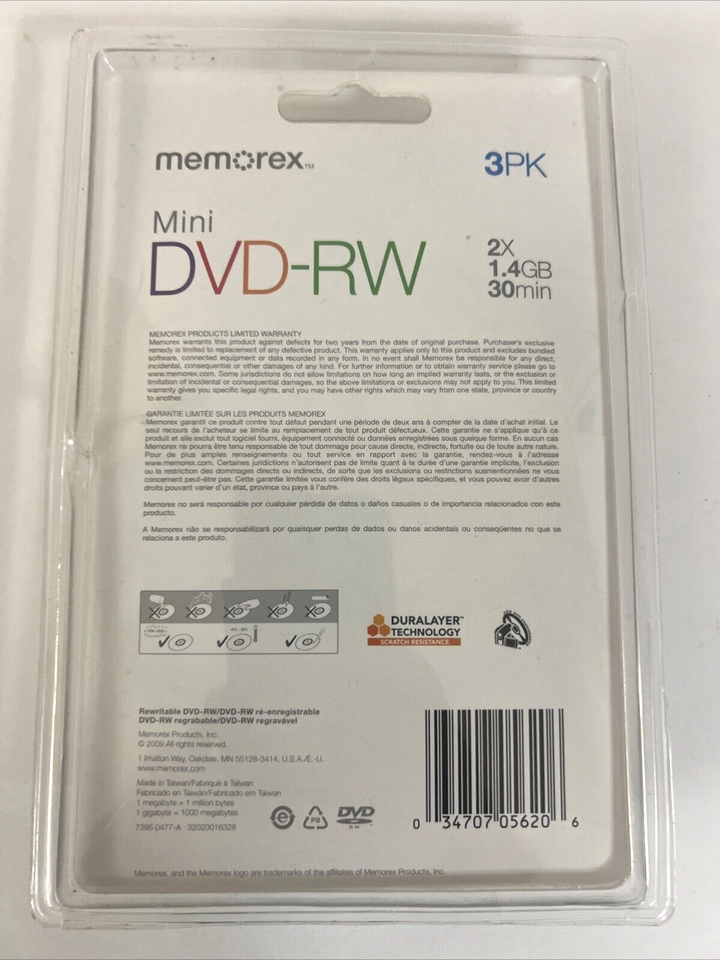 memorex™
3PK
Mini
DVD-RW
2X
1.4GB
30min
MEMOREX PRODUCTS LIMITED WARRANTY
Memorex warrants this product against defects for two years from the date of original purchase. Purchaser's exclusive
remedy is limited to replacement of any defective product. This warranty applies only to this product and excludes bundled
software, connected equipment or data recorded in any form. In no event shall Memorex be responsible for any direct,
incidental, consequential or other damages of any kind. For further information or to obtain warranty service please go to
www.memorex.com. Some jurisdictions do not allow limitations on how long an implied warranty lasts, or the exclusion or
limitation of incidental or consequential damages, so the above limitations or exclusions may not apply to you. This limited
warranty gives you specific legal rights, and you may have other rights which may vary from one state, province or country
to another.
GARANTIE LIMITÉE SUR LES PRODUITS MEMOREX
Memorex garantit ce produit contre tout défaut pendant une période de deux ans à compter de la date d'achat initial. Le
seul recours de l'acheteur se limite au remplacement de tout produit défectueux. Cette garantie ne s'applique qu'à ce
produit et elle exclut tout logiciel fourni, équipement connecté ou données enregistrées sous quelque forme. En aucun cas
Memorex ne pourra être tenu responsable de tout dommage pour cause directe, indirecte, fortuite ou de toute autre nature.
Pour de plus amples renseignements ou tout service en rapport avec la garantie, rendez-vous à l'adresse
www.memorex.com. Certaines juridictions n'autorisent pas de limite quant à la durée d'une garantie implicite, l'exclusion
ou la restriction des dommages directs ou indirects, de sorte que les exclusions ou restrictions susmentionnées ne vous
concernent peut-être pas. Cette garantie limitée vous confère des droits légaux spécifiques, et vous pouvez avoir d'autres
droits pouvant varier d'un état, province ou pays à l'autre.
Memorex no será responsable por cualquier pérdida de datos o daños casuales o de importancia relacionados con este
producto.
A Memorex não se responsabilizará por quaisquer perdas de dados ou danos acidentais ou conseqüentes no que se
relaciona a este produto.
DURALAYER™
TECHNOLOGY
SCRATCH RESISTANCE
Rewritable DVD-RW/DVD-RW ré-enregistrable
DVD-RW regrabable/DVD-RW regravável
Memorex Products, Inc.
© 2009 All rights reserved.
1 Imation Way, Oakdale, MN 55128-3414, U.S.A./É.-U.
www.memorex.com
Made in Taiwan/Fabriqué à Taïwan
Fabricado en Taiwán/Fabricado em Taiwan
1 megabyte = 1 million bytes
1 gigabyte = 1000 megabytes
7395 0477-A 32020016328
PB
DVD
0 34707 05620 6
Memorex, and the Memorex logo are trademarks of the affiliates of Memorex Products, Inc.